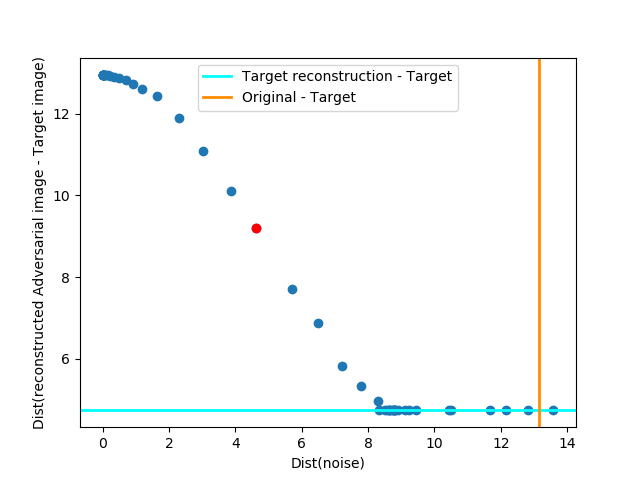 Target reconstruction - Target
Original - Target
Dist(reconstructed Adversarial image - Target image)
12
10
8
6
0 2 4 6 8 10 12 14
Dist(noise)